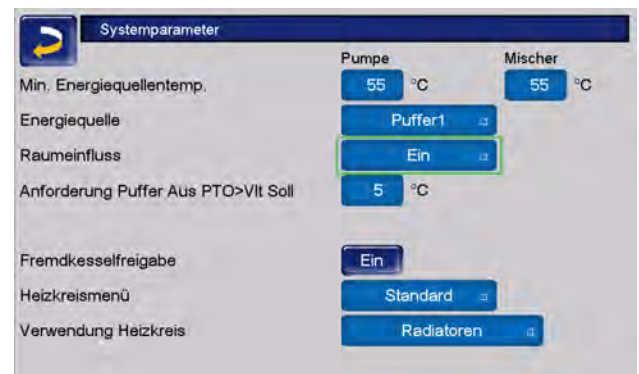 Systemparameter
Pumpe Mischer
Min. Energiequellentemp. 55 °C 55 °C
Energiequelle Puffer1
Raumeinfluss Ein
Anforderung Puffer Aus PTO>Vlt Soll 5 °C
Fremdkesselfreigabe Ein
Heizkreismenü Standard
Verwendung Heizkreis Radiatoren